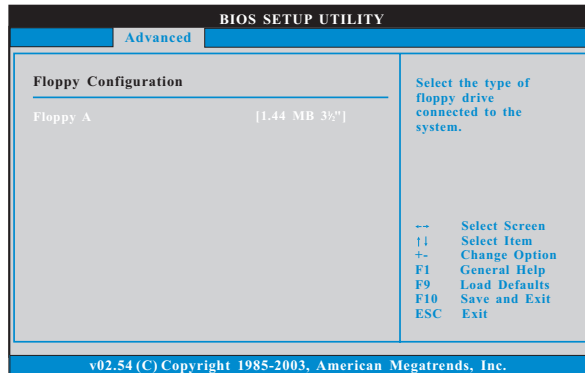 BIOS SETUP UTILITY
Advanced
Floppy Configuration
Floppy A [1.44 MB 3½"]
Select the type of
floppy drive
connected to the
system.
←→ Select Screen
↑↓ Select Item
+- Change Option
F1 General Help
F9 Load Defaults
F10 Save and Exit
ESC Exit
v02.54 (C) Copyright 1985-2003, American Megatrends, Inc.